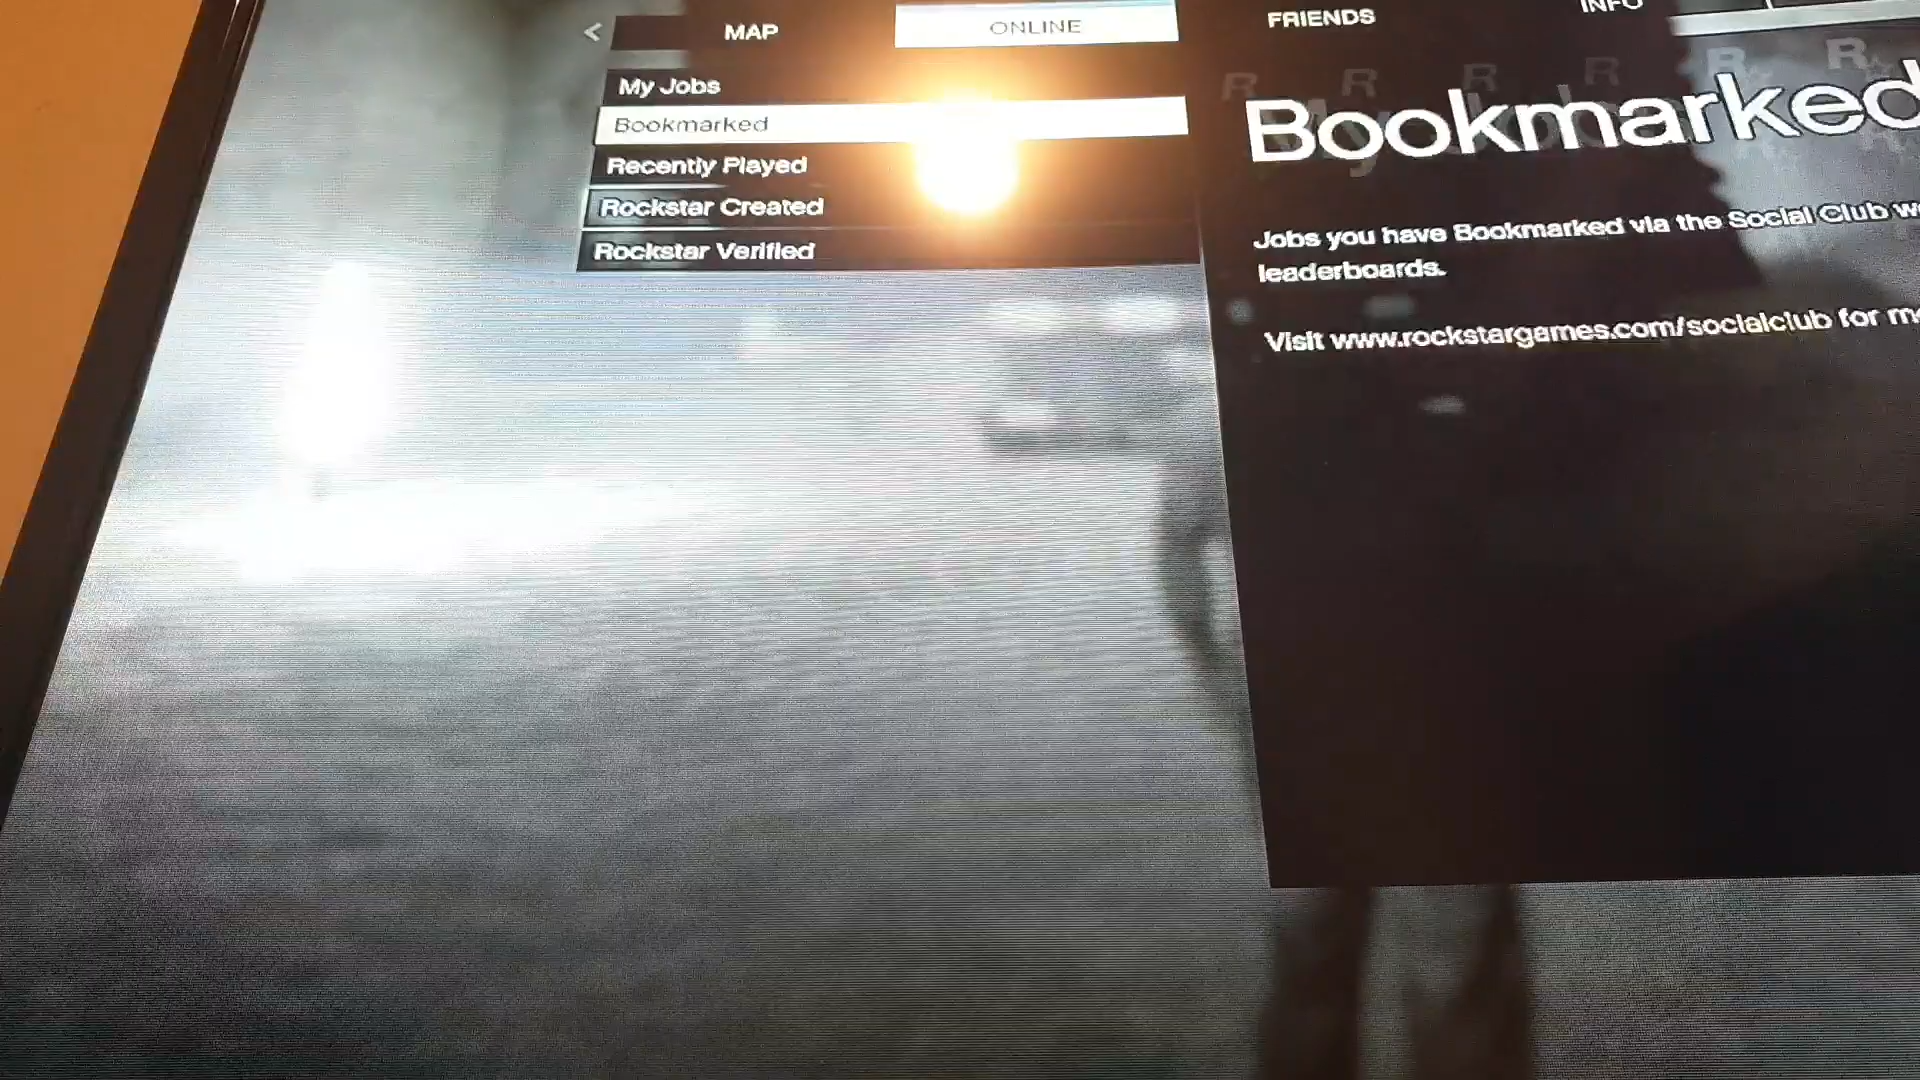 MAP
ONLINE
FRIENDS
INFO
My Jobs
Bookmarked
Recently Played
Rockstar Created
Rockstar Verified
Bookmarked
Jobs you have Bookmarked via the Social Club
leaderboards.
Visit www.rockstargames.com/socialclub for